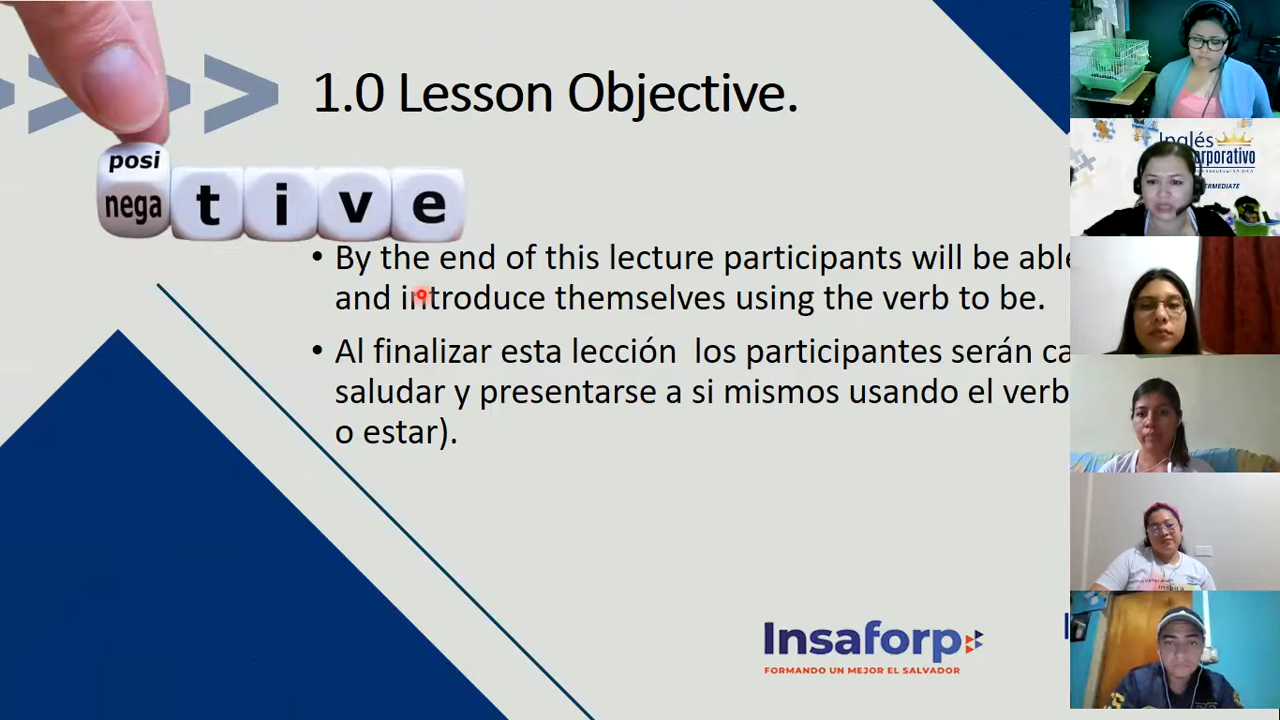 1.0 Lesson Objective.
posi
nega t i v e
• By the end of this lecture participants will be able
and introduce themselves using the verb to be.
• Al finalizar esta lección los participantes serán ca
saludar y presentarse a si mismos usando el verb
o estar).
Insaforp
FORMANDO UN MEJOR EL SALVADOR
Inglés
rporativo
ERMEDIATE